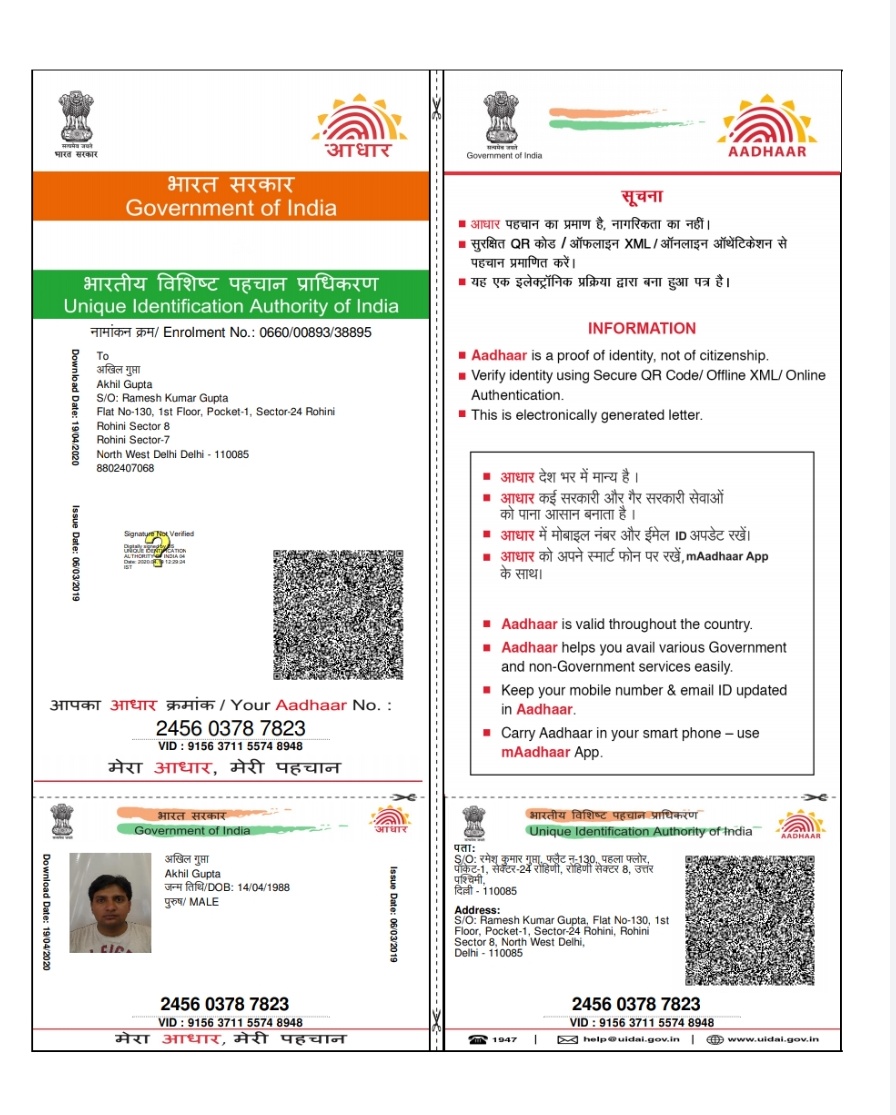 सत्यमेव जयते
भारत सरकार
आधार
भारत सरकार
Government of India
भारतीय विशिष्ट पहचान प्राधिकरण
Unique Identification Authority of India
नामांकन क्रम/ Enrolment No.: 0660/00893/38895
Download Date: 19/04/2020
To
अखिल गुप्ता
Akhil Gupta
S/O: Ramesh Kumar Gupta
Flat No-130, 1st Floor, Pocket-1, Sector-24 Rohini
Rohini Sector 8
Rohini Sector-7
North West Delhi Delhi - 110085
8802407068
Issue Date: 06/03/2019
Signature Not Verified
Digitally signed by DS
UNIQUE IDENTIFICATION
AUTHORITY OF INDIA 04
Date: 2020.04.19 12:29:24
IST
आपका आधार क्रमांक / Your Aadhaar No. :
2456 0378 7823
VID : 9156 3711 5574 8948
मेरा आधार, मेरी पहचान
सत्यमेव जयते
Government of India
AADHAAR
सूचना
आधार पहचान का प्रमाण है, नागरिकता का नहीं।
सुरक्षित QR कोड / ऑफलाइन XML / ऑनलाइन ऑथेंटिकेशन से
पहचान प्रमाणित करें।
यह एक इलेक्ट्रॉनिक प्रक्रिया द्वारा बना हुआ पत्र है।
INFORMATION
Aadhaar is a proof of identity, not of citizenship.
Verify identity using Secure QR Code/ Offline XML/ Online
Authentication.
This is electronically generated letter.
आधार देश भर में मान्य है ।
आधार कई सरकारी और गैर सरकारी सेवाओं
को पाना आसान बनाता है ।
आधार में मोबाइल नंबर और ईमेल ID अपडेट रखें।
आधार को अपने स्मार्ट फोन पर रखें, mAadhaar App
के साथ।
Aadhaar is valid throughout the country.
Aadhaar helps you avail various Government
and non-Government services easily.
Keep your mobile number & email ID updated
in Aadhaar.
Carry Aadhaar in your smart phone – use
mAadhaar App.
भारत सरकार
Government of India
आधार
Download Date: 19/04/2020
अखिल गुप्ता
Akhil Gupta
जन्म तिथि/DOB: 14/04/1988
पुरुष/ MALE
Issue Date: 06/03/2019
2456 0378 7823
VID : 9156 3711 5574 8948
मेरा आधार, मेरी पहचान
भारतीय विशिष्ट पहचान प्राधिकरण
Unique Identification Authority of India
AADHAAR
पता:
S/O: रमेश कुमार गुप्ता, फ्लैट न-130, पहला फ्लोर,
पॉकेट-1, सेक्टर-24 रोहिणी, रोहिणी सेक्टर 8, उत्तर
पश्चिमी,
दिल्ली - 110085
Address:
S/O: Ramesh Kumar Gupta, Flat No-130, 1st
Floor, Pocket-1, Sector-24 Rohini, Rohini
Sector 8, North West Delhi,
Delhi - 110085
2456 0378 7823
VID : 9156 3711 5574 8948
1947 | help@uidai.gov.in | www.uidai.gov.in